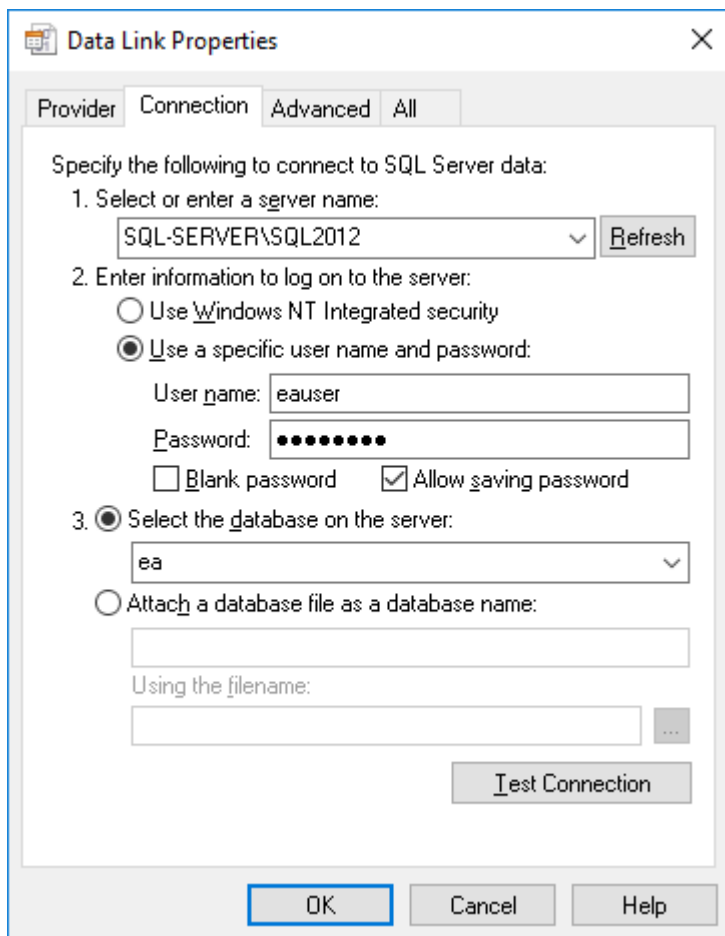 Data Link Properties
Provider Connection Advanced All
Specify the following to connect to SQL Server data:
1. Select or enter a server name:
SQL-SERVER\SQL2012 Refresh
2. Enter information to log on to the server:
Use Windows NT Integrated security
Use a specific user name and password:
User name: eauser
Password: ●●●●●●●●
Blank password Allow saving password
3. Select the database on the server:
ea
Attach a database file as a database name:
Using the filename:
...
Test Connection
OK Cancel Help